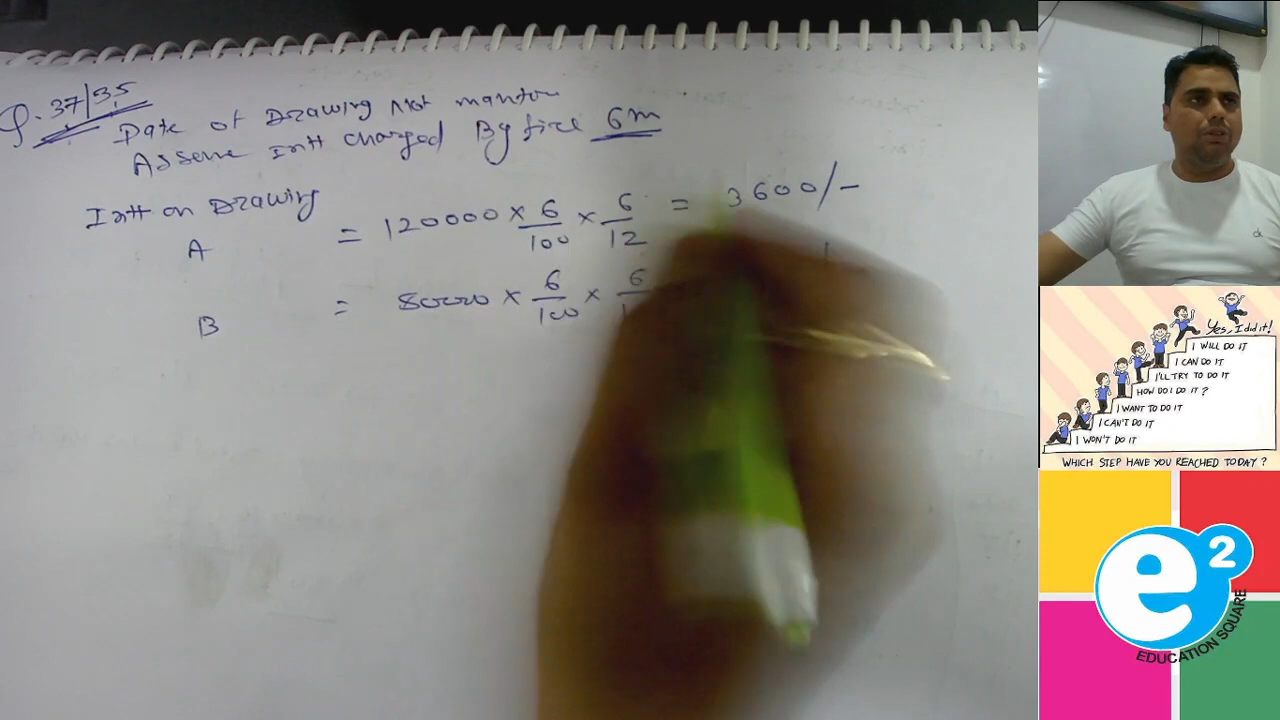 Q. 37/35
Date of Drawing Not mantion
Asseme Intt charged By fire 6m
Intt on Drawing
A = 120000 × 6/100 × 6/12 = 3600/-
B = 80000 × 6/100 × 6/
Yes, I did it!
I WILL DO IT
I CAN DO IT
I'LL TRY TO DO IT
HOW DO I DO IT?
I WANT TO DO IT
I CAN'T DO IT
I WON'T DO IT
WHICH STEP HAVE YOU REACHED TODAY?
e2
EDUCATION SQUARE